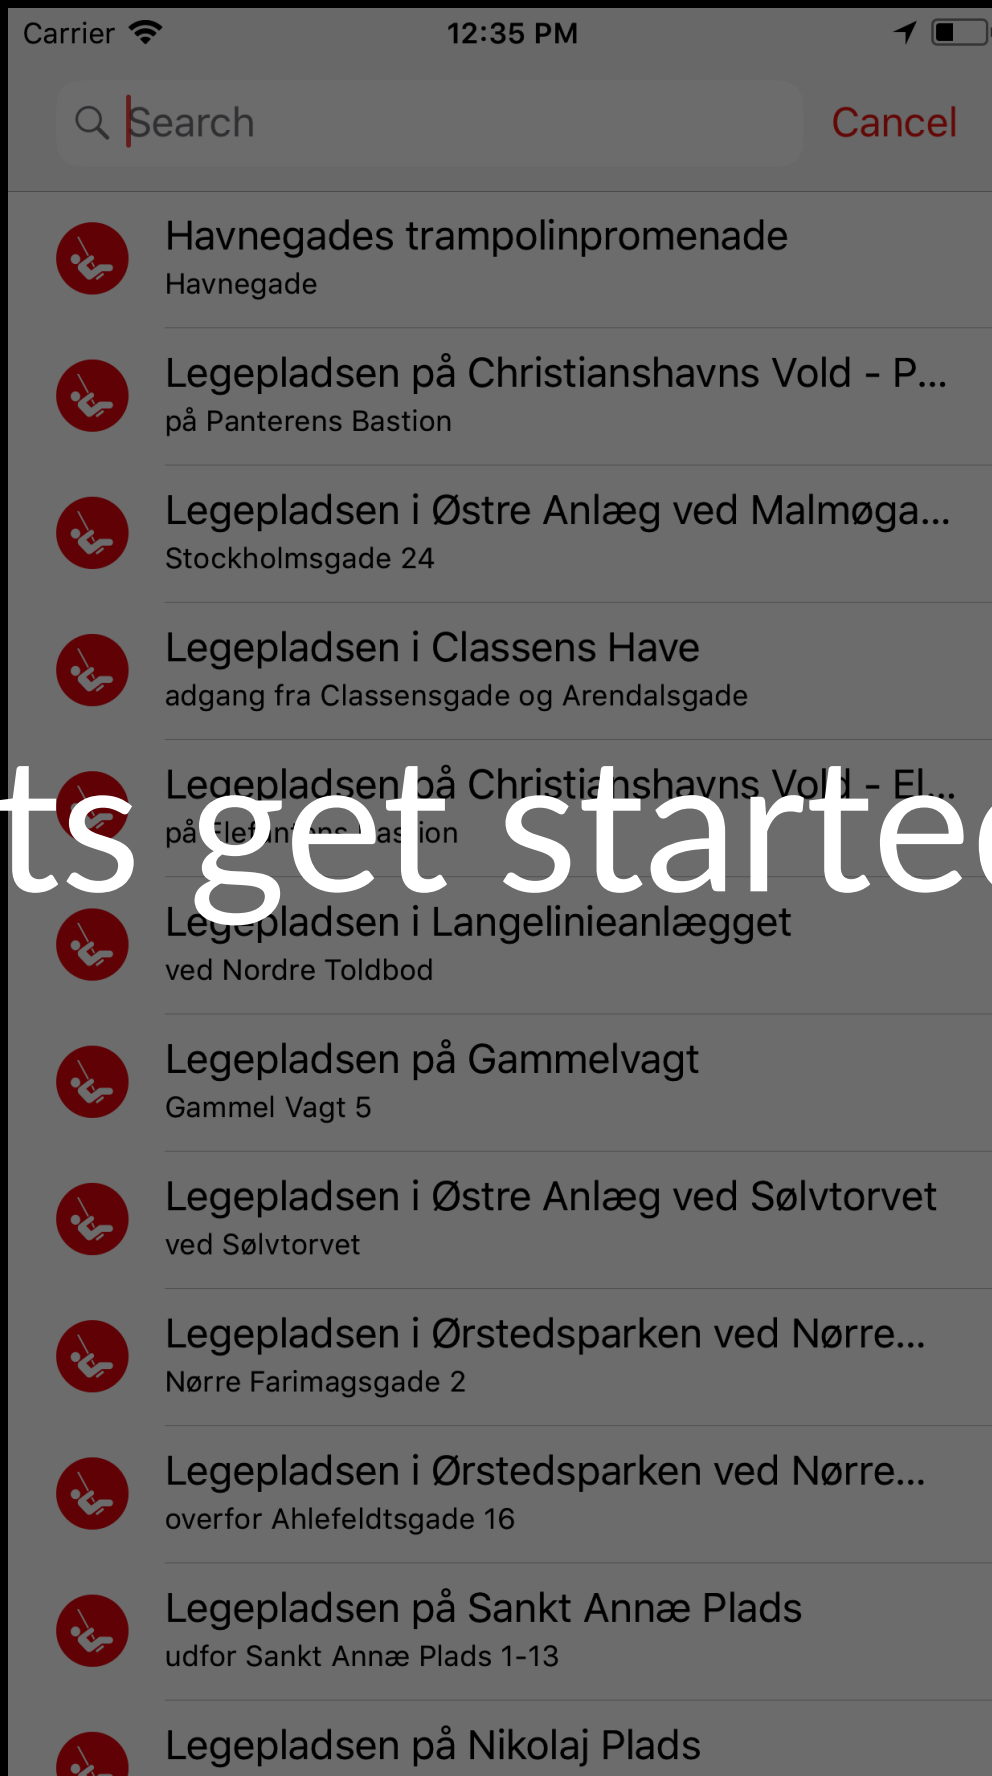 Carrier 12:35 PM
Search Cancel
Havnegades trampolinpromenade
Havnegade
Legepladsen på Christianshavns Vold - P...
på Panterens Bastion
Legepladsen i Østre Anlæg ved Malmøga...
Stockholmsgade 24
Legepladsen i Classens Have
adgang fra Classensgade og Arendalsgade
Legepladsen på Christianshavns Vold - El...
på Elefantens Bastion
ts get started
Legepladsen i Langelinieanlægget
ved Nordre Toldbod
Legepladsen på Gammelvagt
Gammel Vagt 5
Legepladsen i Østre Anlæg ved Sølvtorvet
ved Sølvtorvet
Legepladsen i Ørstedsparken ved Nørre...
Nørre Farimagsgade 2
Legepladsen i Ørstedsparken ved Nørre...
overfor Ahlefeldtsgade 16
Legepladsen på Sankt Annæ Plads
udfor Sankt Annæ Plads 1-13
Legepladsen på Nikolaj Plads